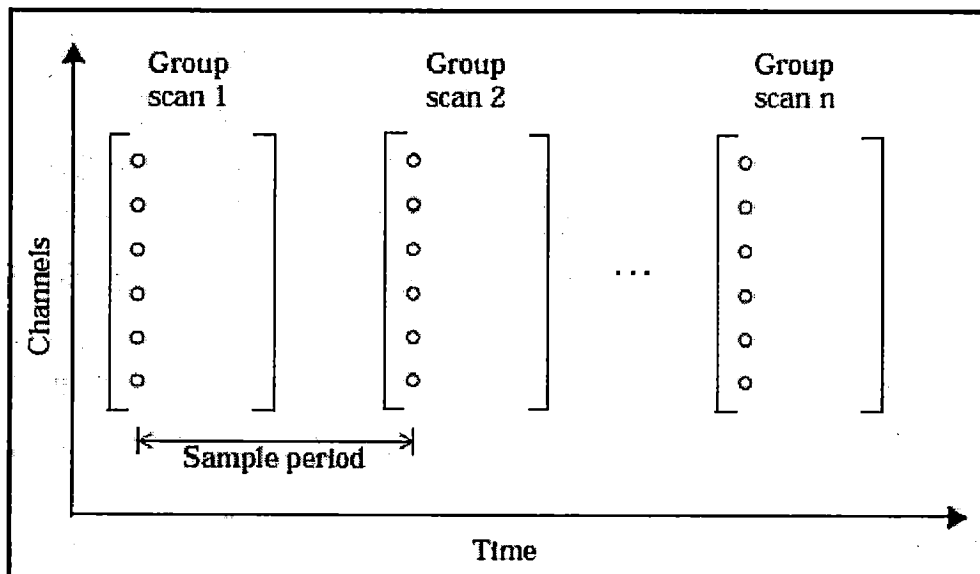 Group
scan 1
Group
scan 2
Group
scan n
...
Channels
Sample period
Time